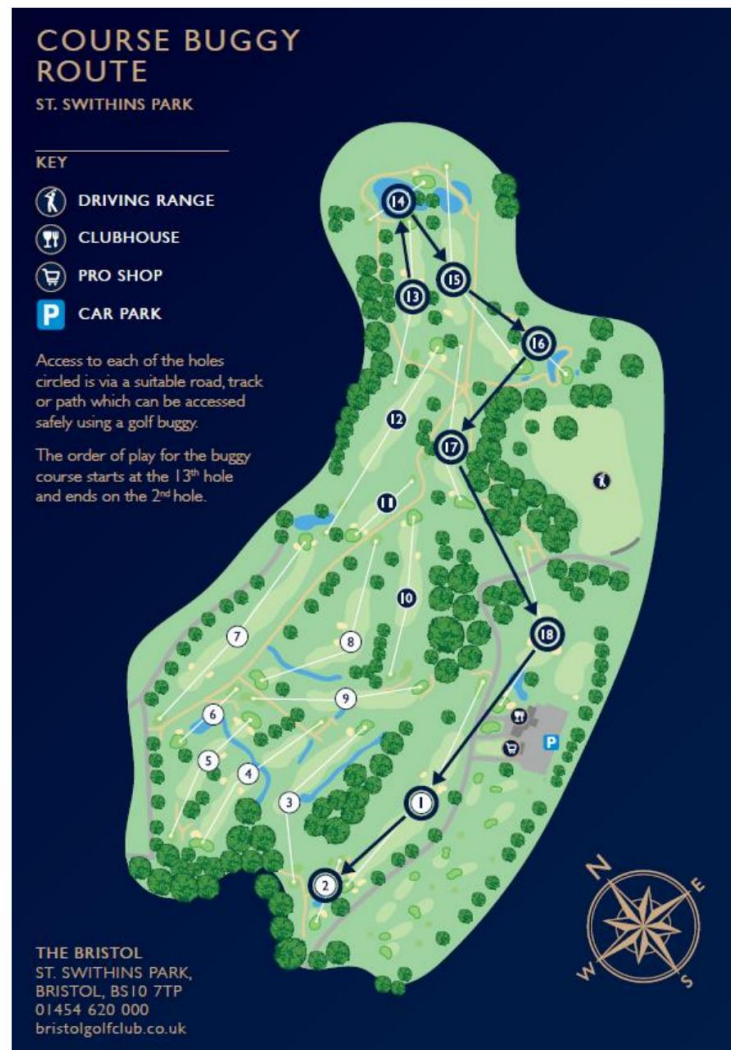 COURSE BUGGY
ROUTE
ST. SWITHINS PARK
KEY
DRIVING RANGE
CLUBHOUSE
PRO SHOP
P CAR PARK
Access to each of the holes
circled is via a suitable road, track
or path which can be accessed
safely using a golf buggy.
The order of play for the buggy
course starts at the 13th hole
and ends on the 2nd hole.
14
15
13
16
12
17
11
10
18
7
8
9
6
5
4
3
P
1
2
N
E
W
S
THE BRISTOL
ST. SWITHINS PARK,
BRISTOL, BS10 7TP
01454 620 000
bristolgolfclub.co.uk